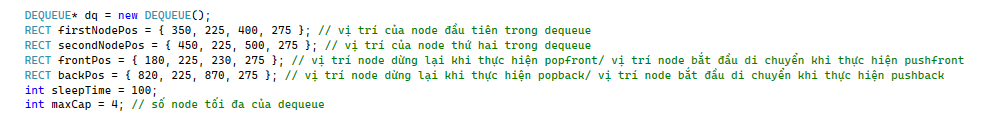 DEQUEUE* dq = new DEQUEUE();
RECT firstNodePos = { 350, 225, 400, 275 }; // vị trí của node đầu tiên trong dequeue
RECT secondNodePos = { 450, 225, 500, 275 }; // vị trí của node thứ hai trong dequeue
RECT frontPos = { 180, 225, 230, 275 }; // vị trí node dừng lại khi thực hiện popfront/ vị trí node bắt đầu di chuyển khi thực hiện pushfront
RECT backPos = { 820, 225, 870, 275 }; // vị trí node dừng lại khi thực hiện popback/ vị trí node bắt đầu di chuyển khi thực hiện pushback
int sleepTime = 100;
int maxCap = 4; // số node tối đa của dequeue